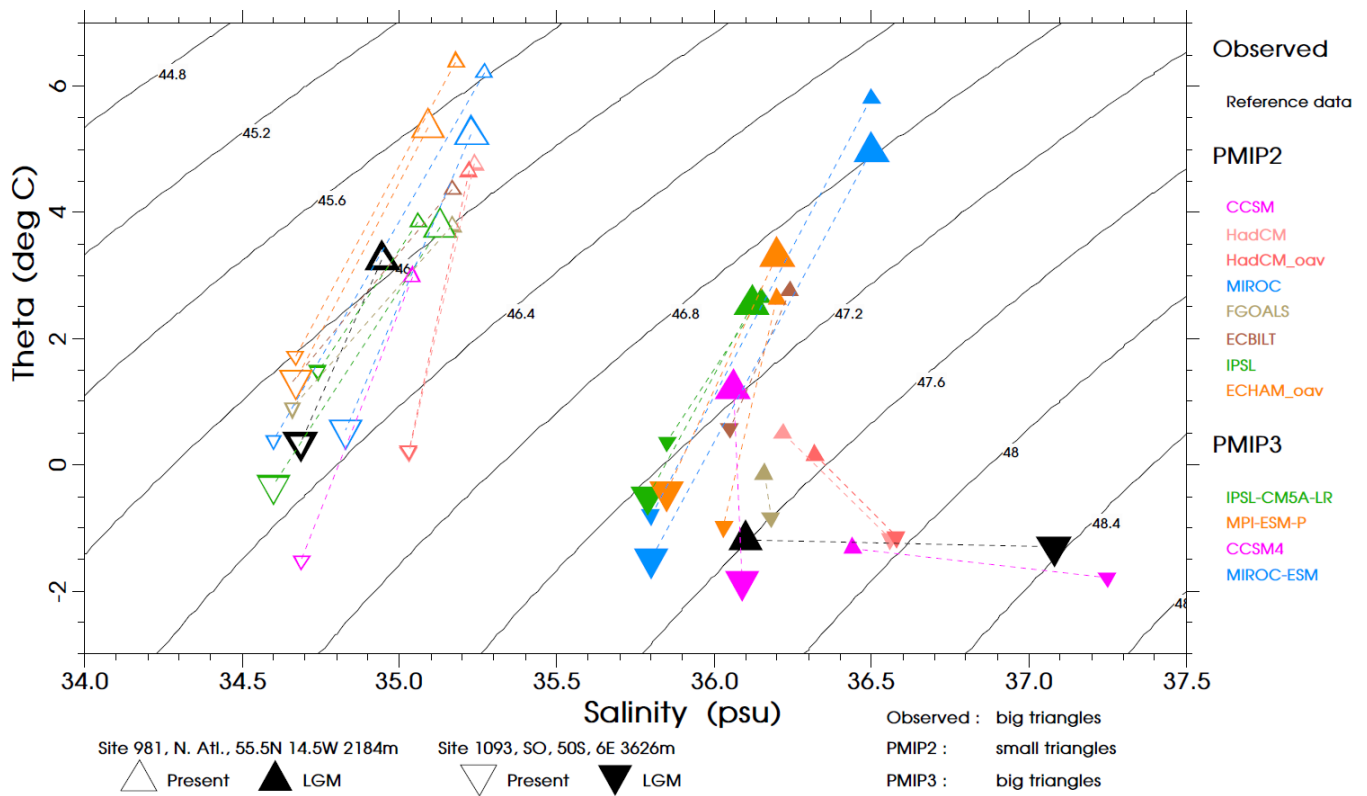 Theta (deg C)
6
4
2
0
-2
44.8
45.2
45.6
46
46.4
46.8
47.2
47.6
48
48.4
34.0 34.5 35.0 35.5 36.0 36.5 37.0 37.5
Salinity (psu)
Observed
Reference data
PMIP2
CCSM
HadCM
HadCM_oav
MIROC
FGOALS
ECBILT
IPSL
ECHAM_oav
PMIP3
IPSL-CM5A-LR
MPI-ESM-P
CCSM4
MIROC-ESM
Site 981, N. Atl., 55.5N 14.5W 2184m
Present LGM
Site 1093, SO, 50S, 6E 3626m
Present LGM
Observed : big triangles
PMIP2 : small triangles
PMIP3 : big triangles